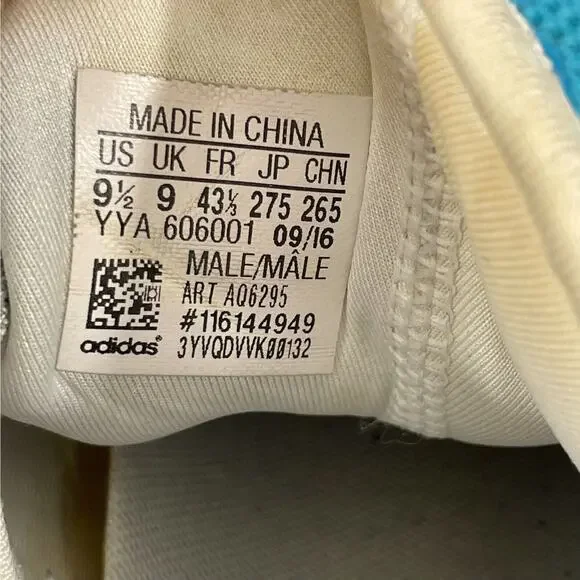 MADE IN CHINA
US UK FR JP CHN
9½ 9 43⅓ 275 265
YYA 606001 09/16
MALE/MÂLE
ART AQ6295
#116144949
adidas® 3YVQDVVK00132